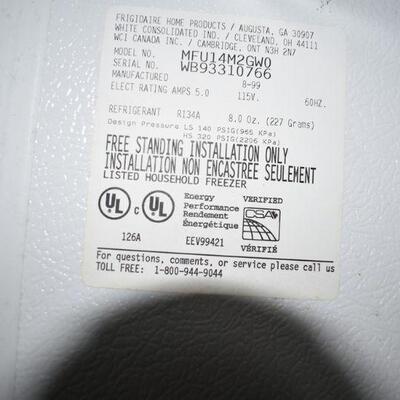 FRIGIDAIRE HOME PRODUCTS / AUGUSTA, GA 30907
WHITE CONSOLIDATED IND. / CLEVELAND, OH 44111
WCI CANADA INC. / CAMBRIDGE, ONT N3H 2N7
MODEL NO. MFU14M2GW0
SERIAL NO. WB93310766
MANUFACTURED 8-99
ELECT RATING AMPS 5.0 115V. 60HZ.
REFRIGERANT R134A 8.0 Oz. (227 Grams)
Design Pressure LS 140 PSIG(965 KPa)
HS 320 PSIG(2206 KPa)
FREE STANDING INSTALLATION ONLY
INSTALLATION NON ENCASTREE SEULEMENT
LISTED HOUSEHOLD FREEZER
UL C UL
126A
Energy
Performance
Rendement
Énergétique
EEV99421
VERIFIED
CSA
VÉRIFIÉ
For questions, comments, or service please call us
TOLL FREE: 1-800-944-9044